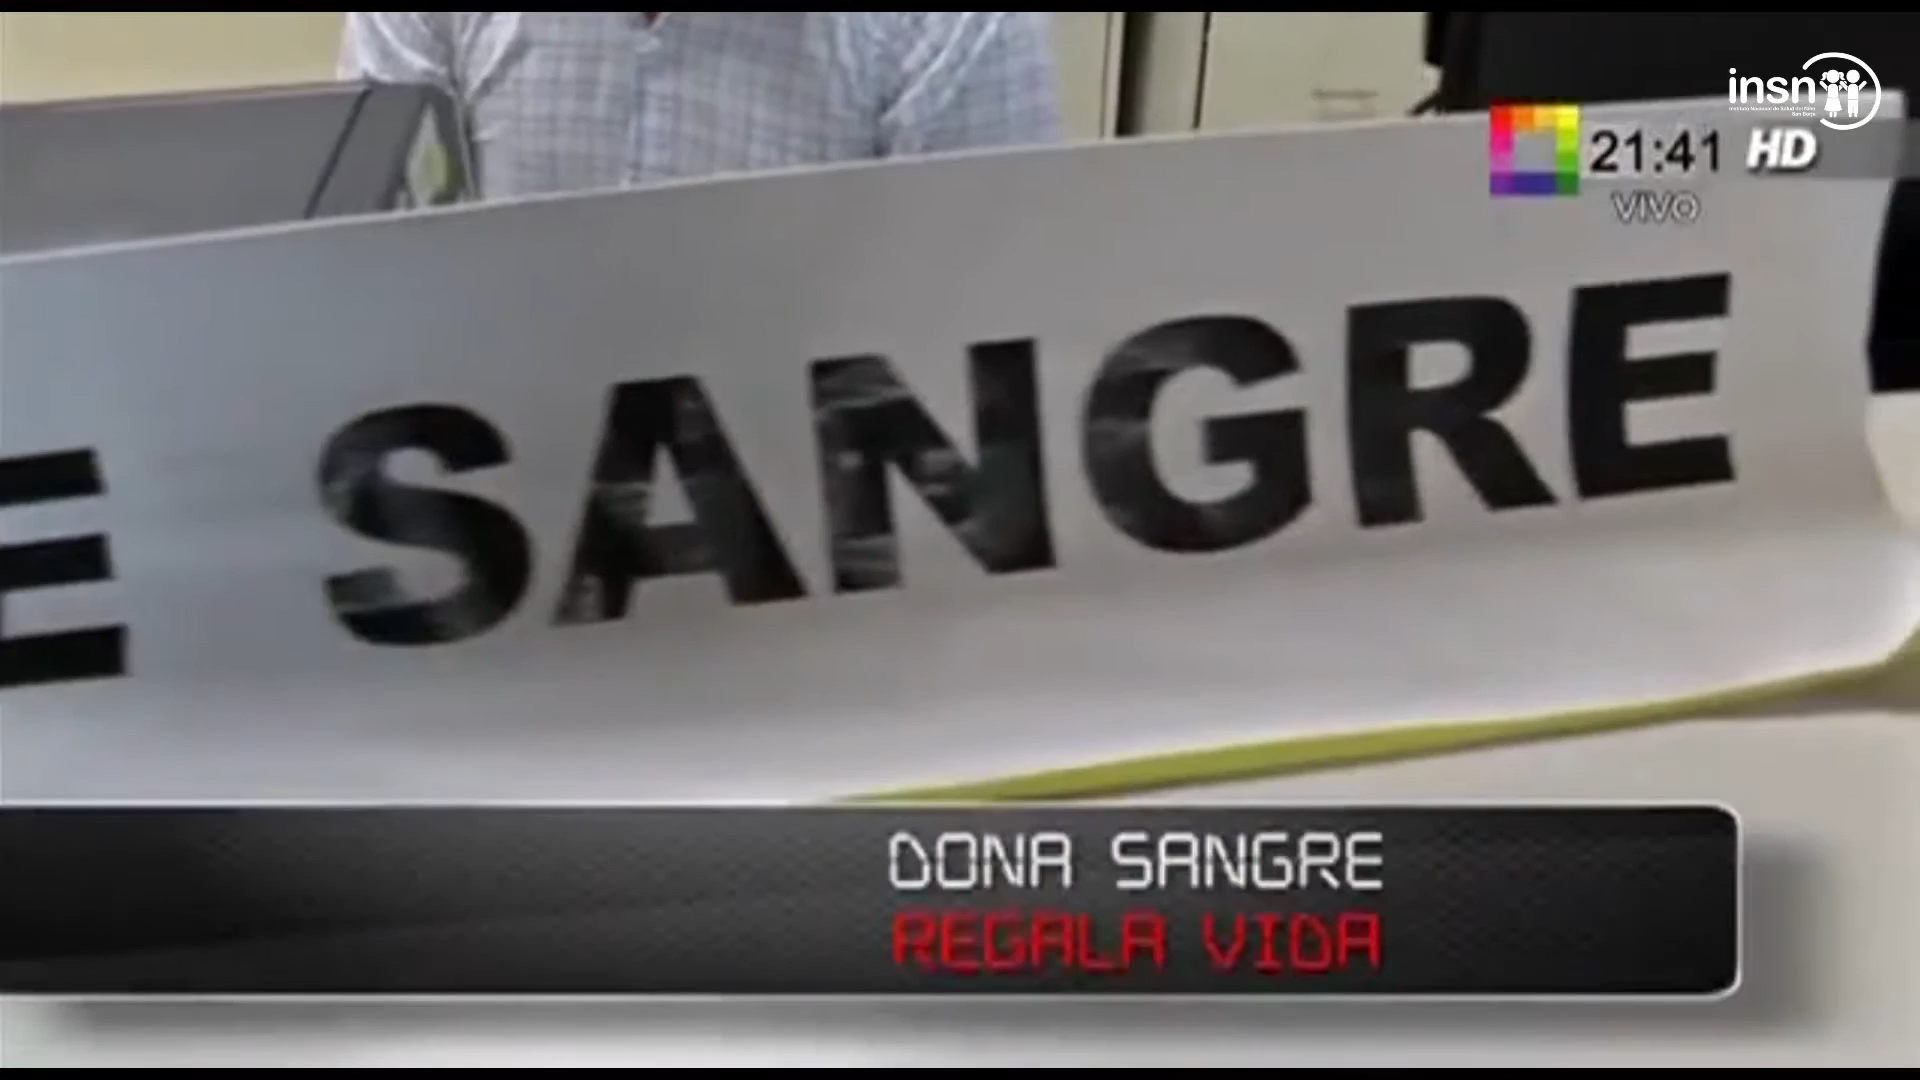 insn
21:41 HD
VIVO
E SANGRE
DONA SANGRE
REGALA VIDA